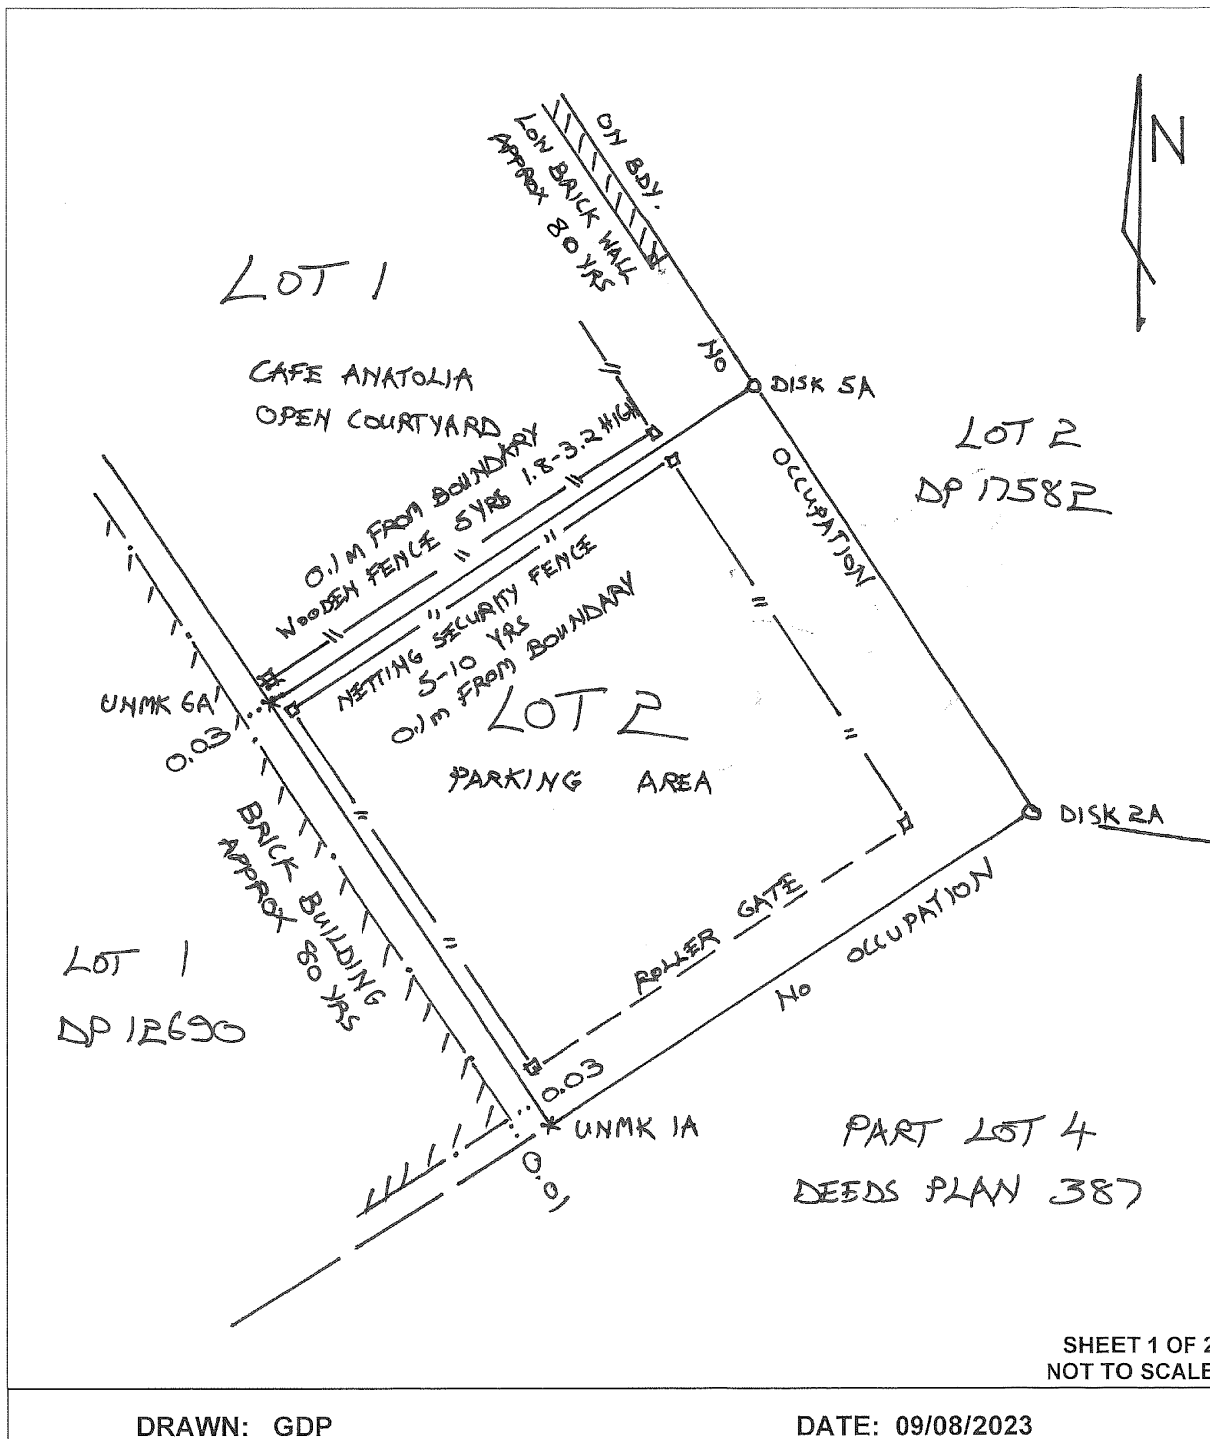 N
ON BDY.
LOW BRICK WALL
APPROX 80 YRS
LOT 1
CAFE ANATOLIA
OPEN COURTYARD
NO
OCCUPATION
DISK 5A
LOT 2
DP 17582
0.1M FROM BOUNDARY
WOODEN FENCE 5 YRS 1.8-3.2 HIGH
NETTING SECURITY FENCE
5-10 YRS
0.1m FROM BOUNDARY
UNMK 6A
0.03
LOT 2
PARKING AREA
DISK 2A
BRICK BUILDING
APPROX 80 YRS
ROLLER GATE
NO OCCUPATION
LOT 1
DP 12690
0.03
UNMK 1A
0.01
PART LOT 4
DEEDS PLAN 387
SHEET 1 OF 2
NOT TO SCALE
DRAWN: GDP
DATE: 09/08/2023